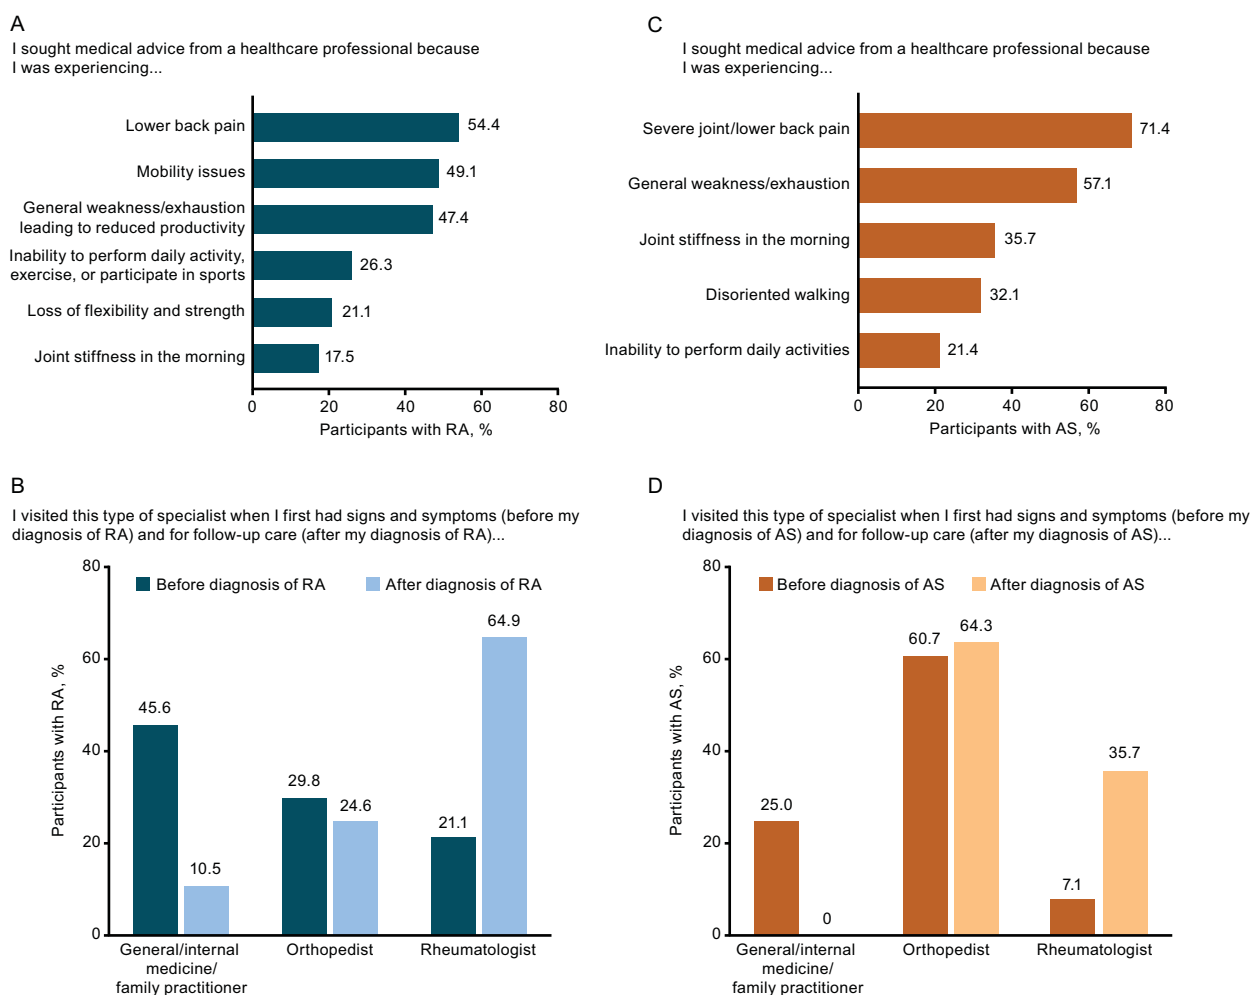 A
I sought medical advice from a healthcare professional because
I was experiencing...
Lower back pain
54.4
Mobility issues
49.1
General weakness/exhaustion
leading to reduced productivity
47.4
Inability to perform daily activity,
exercise, or participate in sports
26.3
Loss of flexibility and strength
21.1
Joint stiffness in the morning
17.5
0 20 40 60 80
Participants with RA, %
C
I sought medical advice from a healthcare professional because
I was experiencing...
Severe joint/lower back pain
71.4
General weakness/exhaustion
57.1
Joint stiffness in the morning
35.7
Disoriented walking
32.1
Inability to perform daily activities
21.4
0 20 40 60 80
Participants with AS, %
B
I visited this type of specialist when I first had signs and symptoms (before my
diagnosis of RA) and for follow-up care (after my diagnosis of RA)...
Before diagnosis of RA After diagnosis of RA
Participants with RA, %
80
60
40
20
0
45.6
10.5
29.8
24.6
21.1
64.9
General/internal
medicine/
family practitioner
Orthopedist
Rheumatologist
D
I visited this type of specialist when I first had signs and symptoms (before my
diagnosis of AS) and for follow-up care (after my diagnosis of AS)...
Before diagnosis of AS After diagnosis of AS
Participants with AS, %
80
60
40
20
0
25.0
0
60.7
64.3
7.1
35.7
General/internal
medicine/
family practitioner
Orthopedist
Rheumatologist